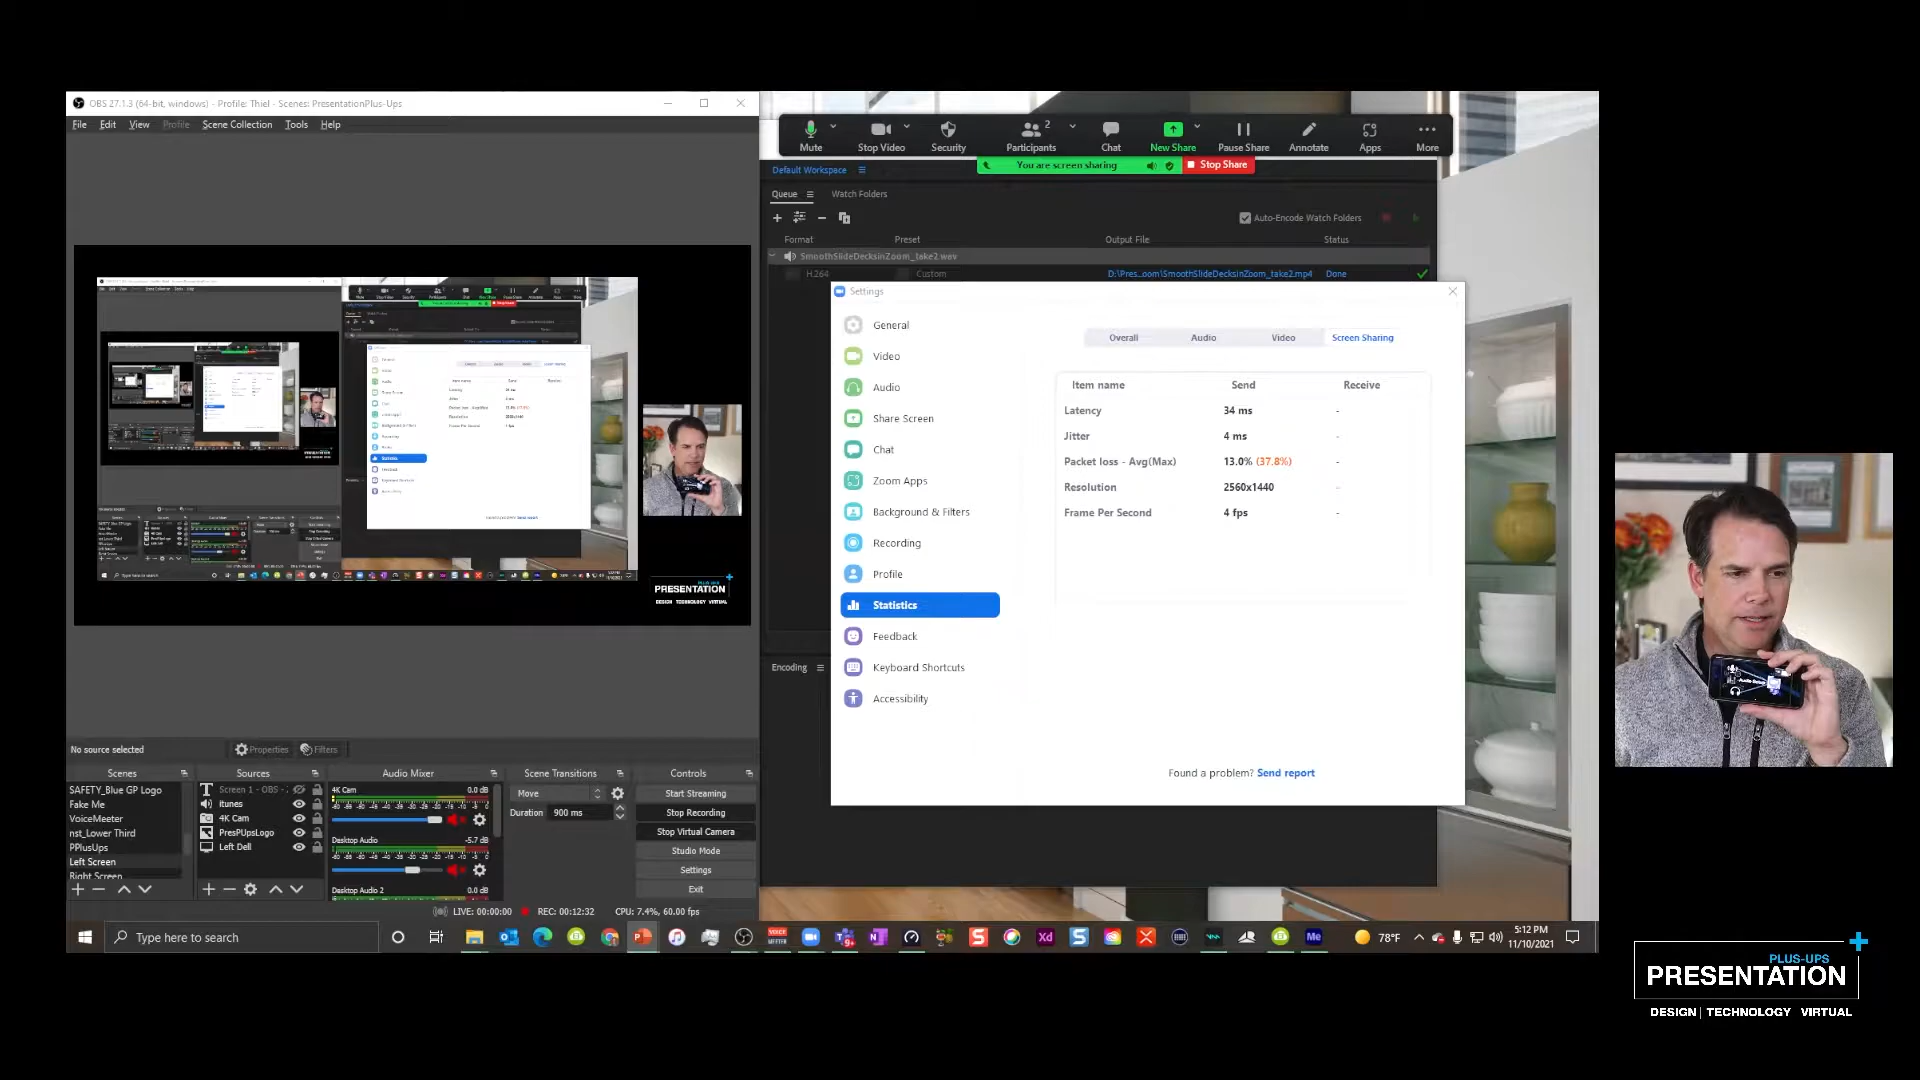 OBS 27.1.3 (64-bit, windows) - Profile: Thiel - Scenes: PresentationPlus-Ups
File Edit View Profile Scene Collection Tools Help
Mute Stop Video Security Participants 2 Chat New Share Pause Share Annotate Apps More
You are screen sharing Stop Share
Default Workspace
Queue Watch Folders
Auto-Encode Watch Folders
Format Preset Output File Status
SmoothSlideDecksinZoom_take2.wav
H.264 Custom D:\Pres...oom\SmoothSlideDecksinZoom_take2.mp4 Done
Settings
General
Video
Audio
Share Screen
Chat
Zoom Apps
Background & Filters
Recording
Profile
Statistics
Feedback
Keyboard Shortcuts
Accessibility
Overall Audio Video Screen Sharing
Item name Send Receive
Latency 34 ms -
Jitter 4 ms -
Packet loss - Avg(Max) 13.0% (37.8%) -
Resolution 2560x1440 -
Frame Per Second 4 fps -
Found a problem? Send report
Encoding
PLUS-UPS
PRESENTATION
DESIGN TECHNOLOGY VIRTUAL
No source selected Properties Filters
Scenes
SAFETY_Blue GP Logo
Fake Me
VoiceMeeter
nst_Lower Third
PPlusUps
Left Screen
Right Screen
Sources
Screen 1 - OBS -
itunes
4K Cam
PresPUpsLogo
Left Dell
Audio Mixer
4K Cam 0.0 dB
Desktop Audio -5.7 dB
Desktop Audio 2 0.0 dB
Scene Transitions
Move
Duration 900 ms
Controls
Start Streaming
Stop Recording
Stop Virtual Camera
Studio Mode
Settings
Exit
LIVE: 00:00:00 REC: 00:12:32 CPU: 7.4%, 60.00 fps
Type here to search
78°F
5:12 PM
11/10/2021
PLUS-UPS
PRESENTATION
DESIGN | TECHNOLOGY VIRTUAL